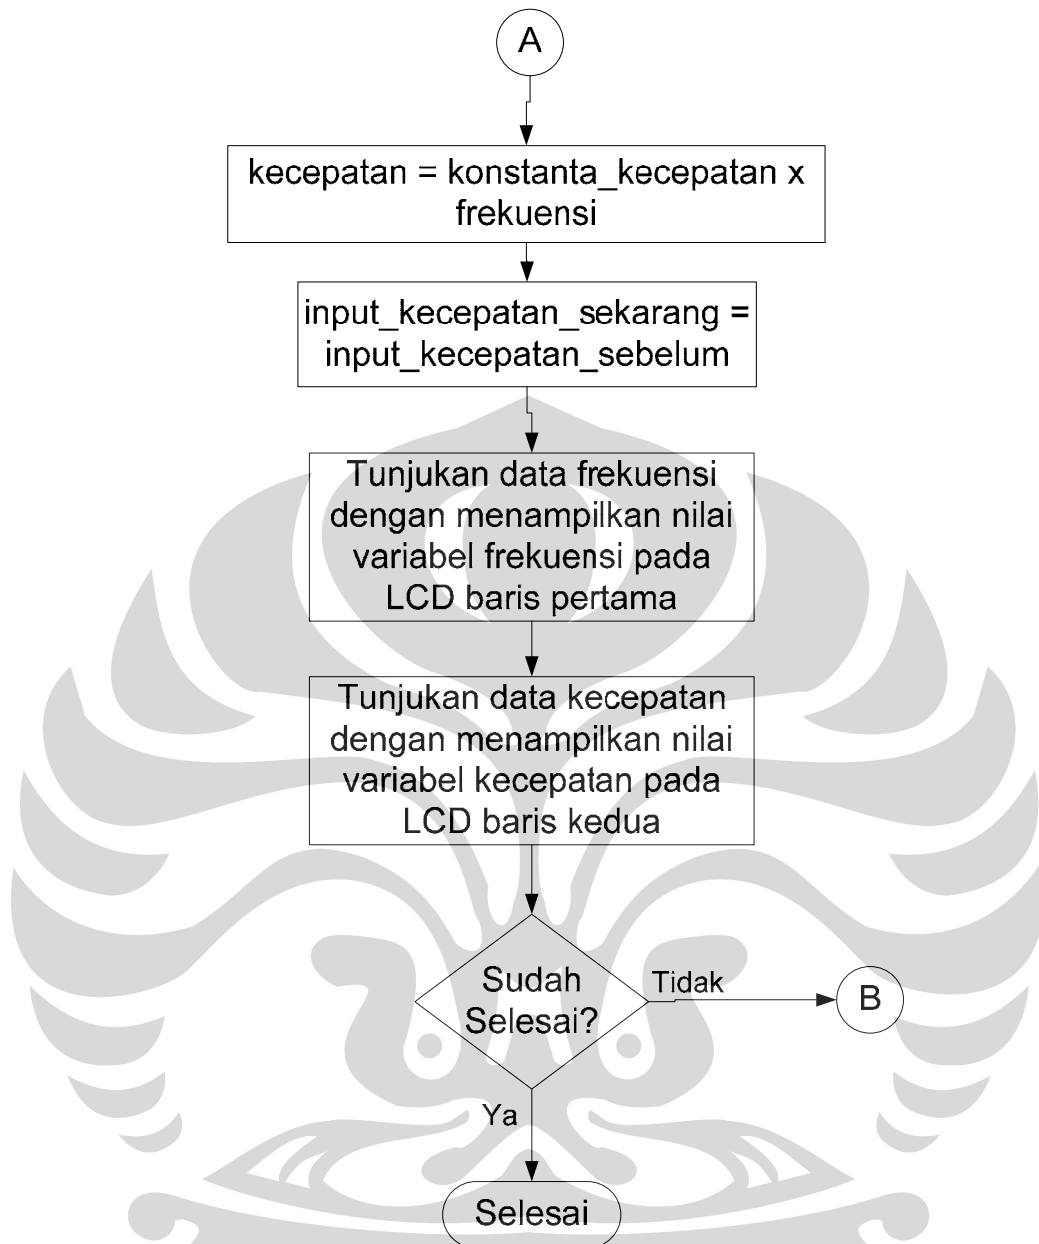 A
kecepatan = konstanta_kecepatan x
frekuensi
input_kecepatan_sekarang =
input_kecepatan_sebelum
Tunjukan data frekuensi
dengan menampilkan nilai
variabel frekuensi pada
LCD baris pertama
Tunjukan data kecepatan
dengan menampilkan nilai
variabel kecepatan pada
LCD baris kedua
Sudah
Selesai?
Tidak
B
Ya
Selesai